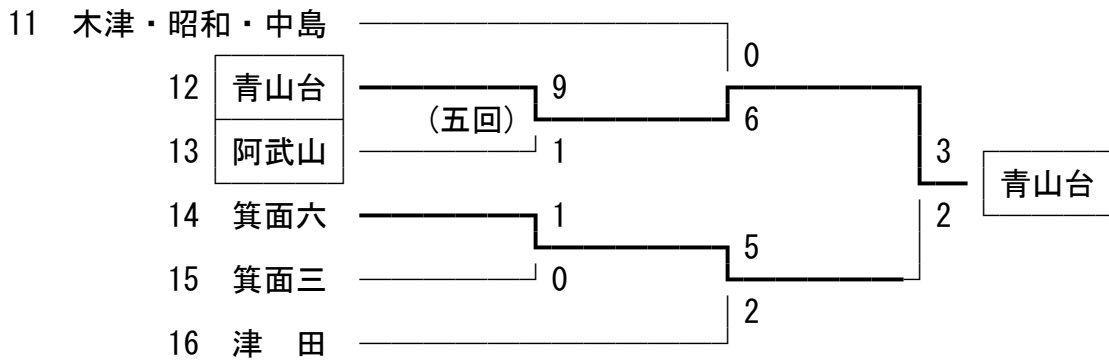 11 木津・昭和・中島
0
12 青山台 9
(五回) 6
13 阿武山 1 3
青山台
14 箕面六 1 2
5
15 箕面三 0
2
16 津 田